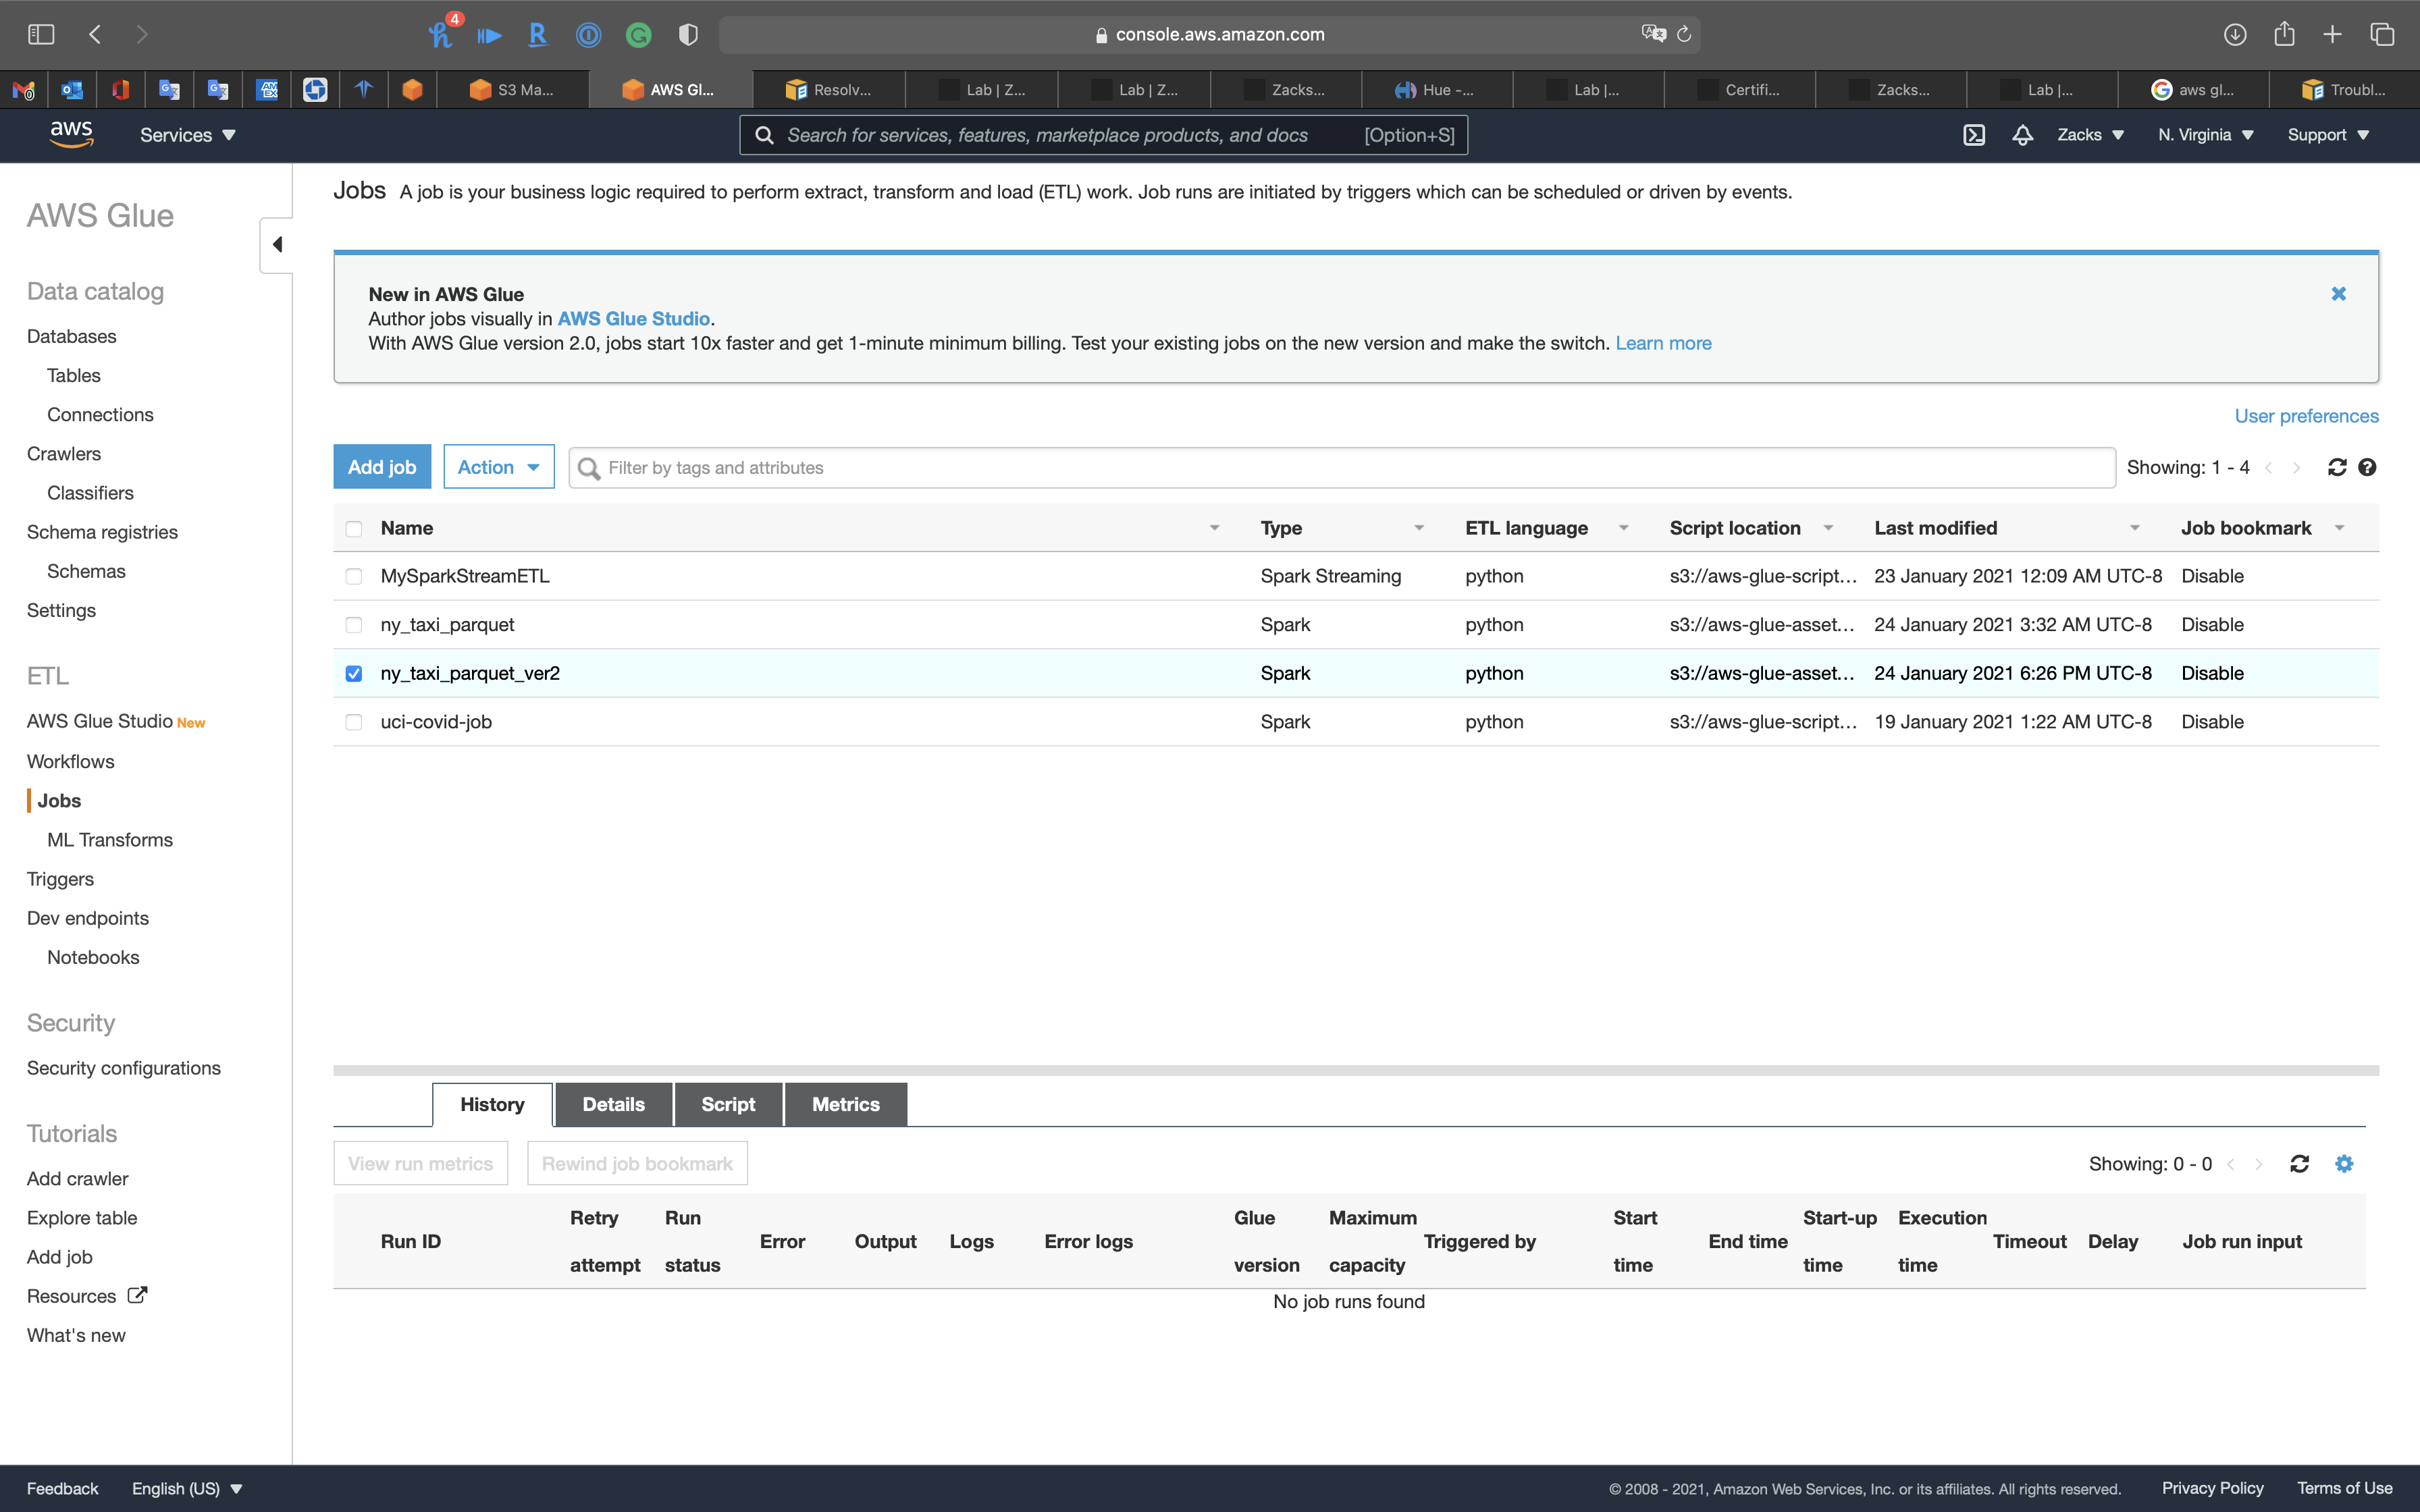 4
console.aws.amazon.com
S3 Ma...
AWS Gl...
Resolv...
Lab | Z...
Lab | Z...
Zacks...
Hue -...
Lab |...
Certifi...
Zacks...
Lab |...
aws gl...
Troubl...
aws
Services
Search for services, features, marketplace products, and docs [Option+S]
Zacks
N. Virginia
Support
AWS Glue
Data catalog
Databases
Tables
Connections
Crawlers
Classifiers
Schema registries
Schemas
Settings
ETL
AWS Glue Studio New
Workflows
Jobs
ML Transforms
Triggers
Dev endpoints
Notebooks
Security
Security configurations
Tutorials
Add crawler
Explore table
Add job
Resources
What's new
Jobs A job is your business logic required to perform extract, transform and load (ETL) work. Job runs are initiated by triggers which can be scheduled or driven by events.
New in AWS Glue
Author jobs visually in AWS Glue Studio.
With AWS Glue version 2.0, jobs start 10x faster and get 1-minute minimum billing. Test your existing jobs on the new version and make the switch. Learn more
User preferences
Add job Action Filter by tags and attributes Showing: 1 - 4
Name Type ETL language Script location Last modified Job bookmark
MySparkStreamETL Spark Streaming python s3://aws-glue-script... 23 January 2021 12:09 AM UTC-8 Disable
ny_taxi_parquet Spark python s3://aws-glue-asset... 24 January 2021 3:32 AM UTC-8 Disable
ny_taxi_parquet_ver2 Spark python s3://aws-glue-asset... 24 January 2021 6:26 PM UTC-8 Disable
uci-covid-job Spark python s3://aws-glue-script... 19 January 2021 1:22 AM UTC-8 Disable
History Details Script Metrics
View run metrics Rewind job bookmark Showing: 0 - 0
Run ID Retry attempt Run status Error Output Logs Error logs Glue version Maximum capacity Triggered by Start time End time Start-up time Execution time Timeout Delay Job run input
No job runs found
Feedback English (US) © 2008 - 2021, Amazon Web Services, Inc. or its affiliates. All rights reserved. Privacy Policy Terms of Use